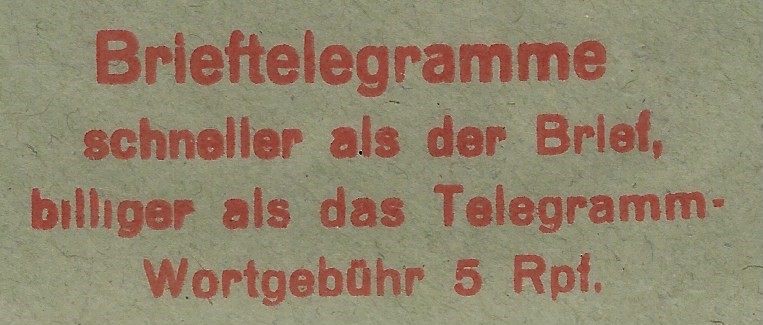 Brieftelegramme
schneller als der Brief,
billiger als das Telegramm-
Wortgebühr 5 Rpf.